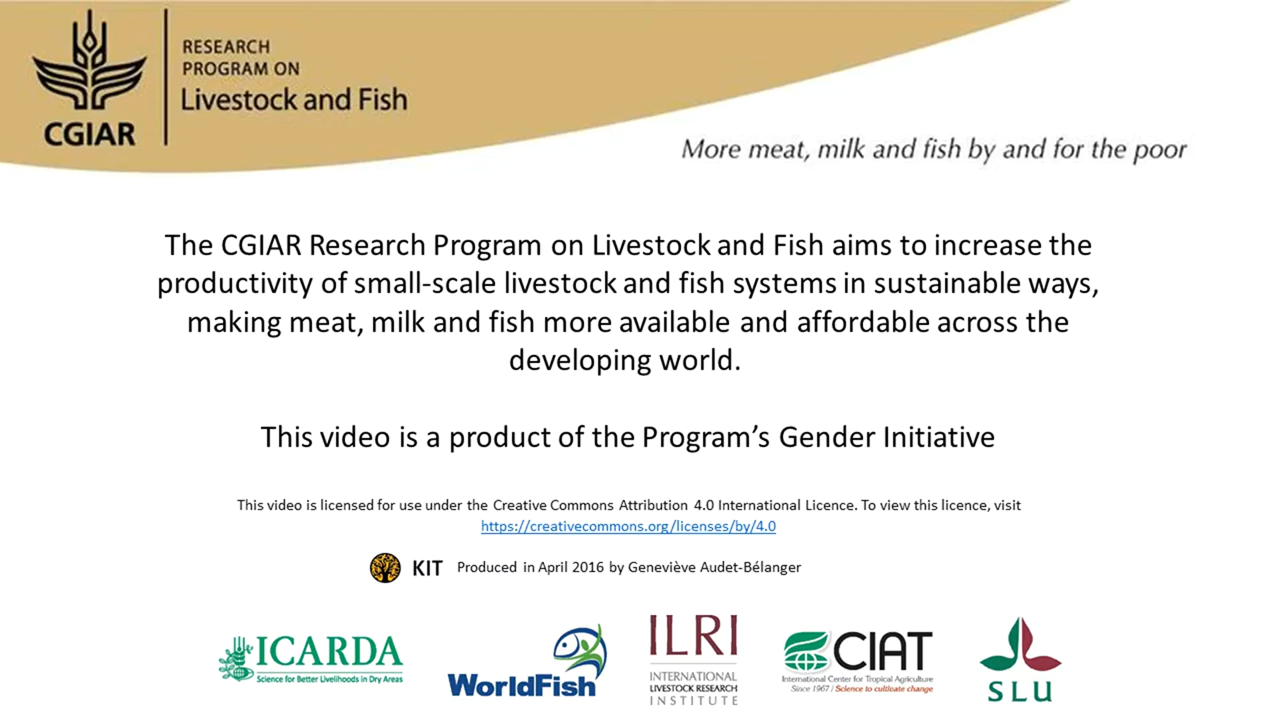 RESEARCH
PROGRAM ON
Livestock and Fish
CGIAR
More meat, milk and fish by and for the poor
The CGIAR Research Program on Livestock and Fish aims to increase the
productivity of small-scale livestock and fish systems in sustainable ways,
making meat, milk and fish more available and affordable across the
developing world.
This video is a product of the Program’s Gender Initiative
This video is licensed for use under the Creative Commons Attribution 4.0 International Licence. To view this licence, visit
https://creativecommons.org/licenses/by/4.0
KIT Produced in April 2016 by Geneviève Audet-Bélanger
ICARDA
Science for Better Livelihoods in Dry Areas
WorldFish
ILRI
INTERNATIONAL
LIVESTOCK RESEARCH
INSTITUTE
CIAT
International Center for Tropical Agriculture
Since 1967 / Science to cultivate change
SLU